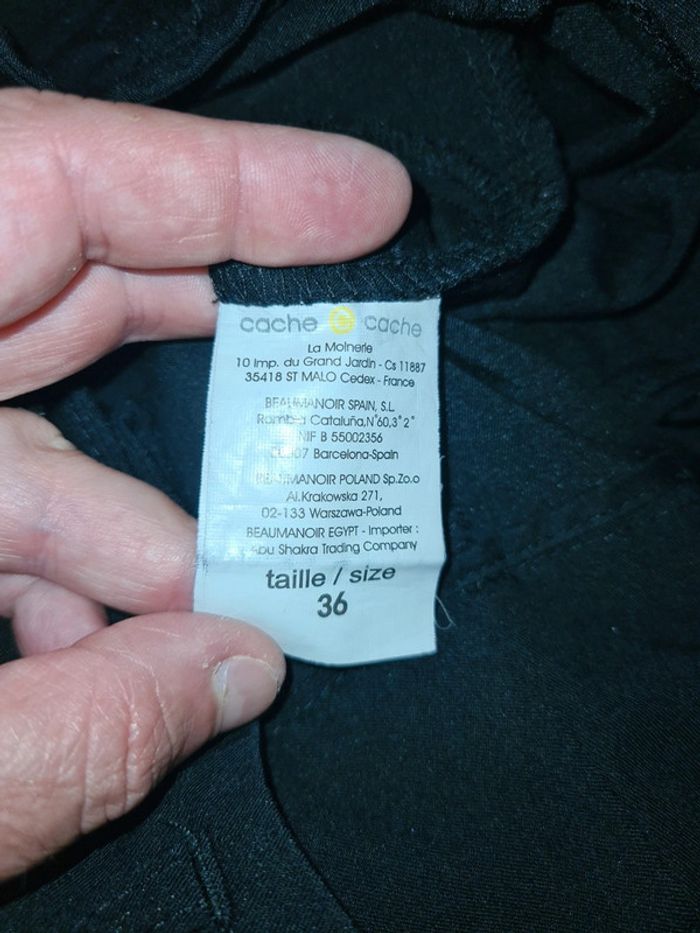 cache cache
La Moinerie
10 Imp. du Grand Jardin - Cs 11887
35418 ST MALO Cedex - France
BEAUMANOIR SPAIN, S.L
Rambla Cataluña,N°60,3°2ª
NIF B 55002356
Barcelona-Spain
BEAUMANOIR POLAND Sp.Zo.o
Al.Krakowska 271,
02-133 Warszawa-Poland
BEAUMANOIR EGYPT - Importer :
Abu Shakra Trading Company
taille / size
36